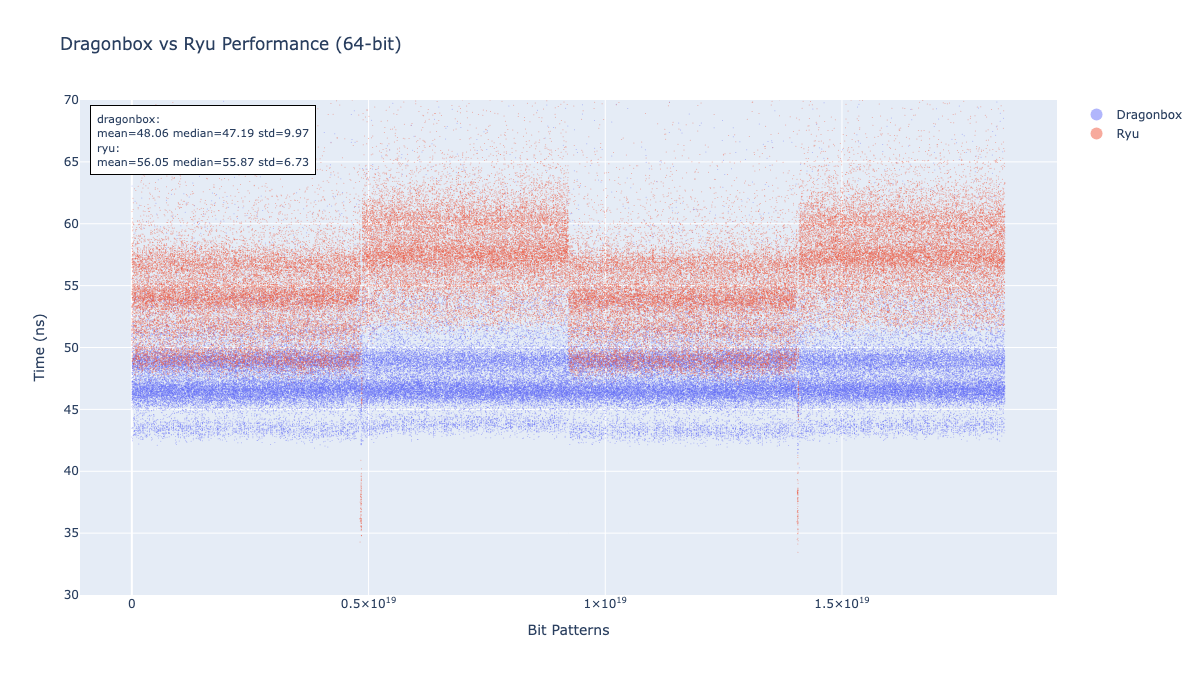 Dragonbox vs Ryu Performance (64-bit)
dragonbox:
mean=48.06 median=47.19 std=9.97
ryu:
mean=56.05 median=55.87 std=6.73
Dragonbox
Ryu
70
65
60
55
50
45
40
35
30
Time (ns)
0
0.5×10¹⁹
1×10¹⁹
1.5×10¹⁹
Bit Patterns